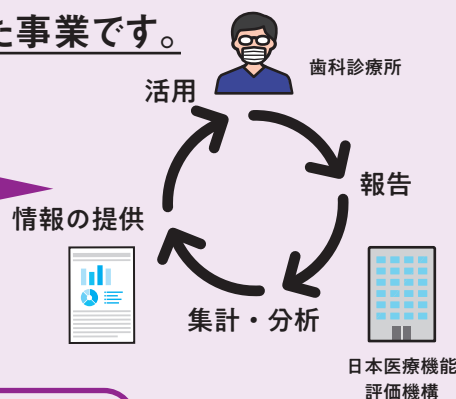 た事業です。
歯科診療所
活用
報告
情報の提供
集計・分析
日本医療機能
評価機構